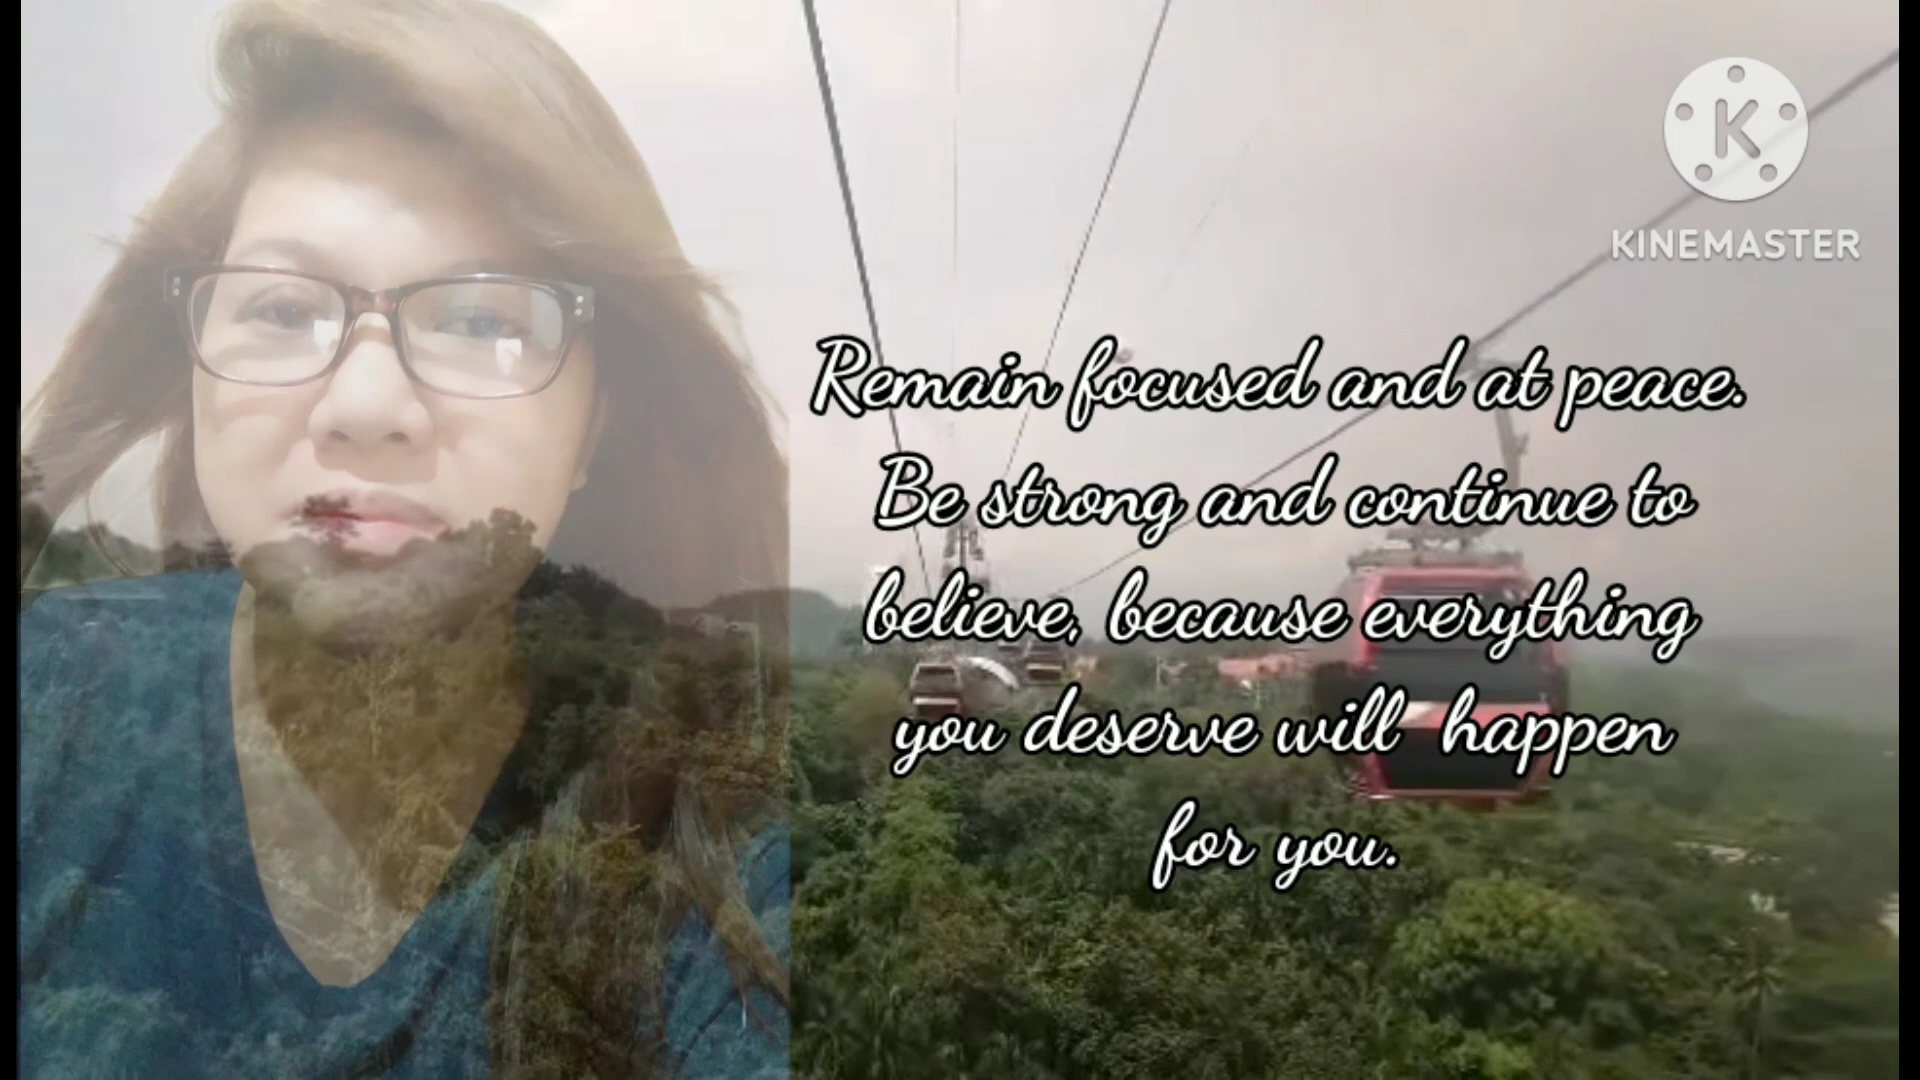 K
KINEMASTER
Remain focused and at peace.
Be strong and continue to
believe, because everything
you deserve will happen
for you.